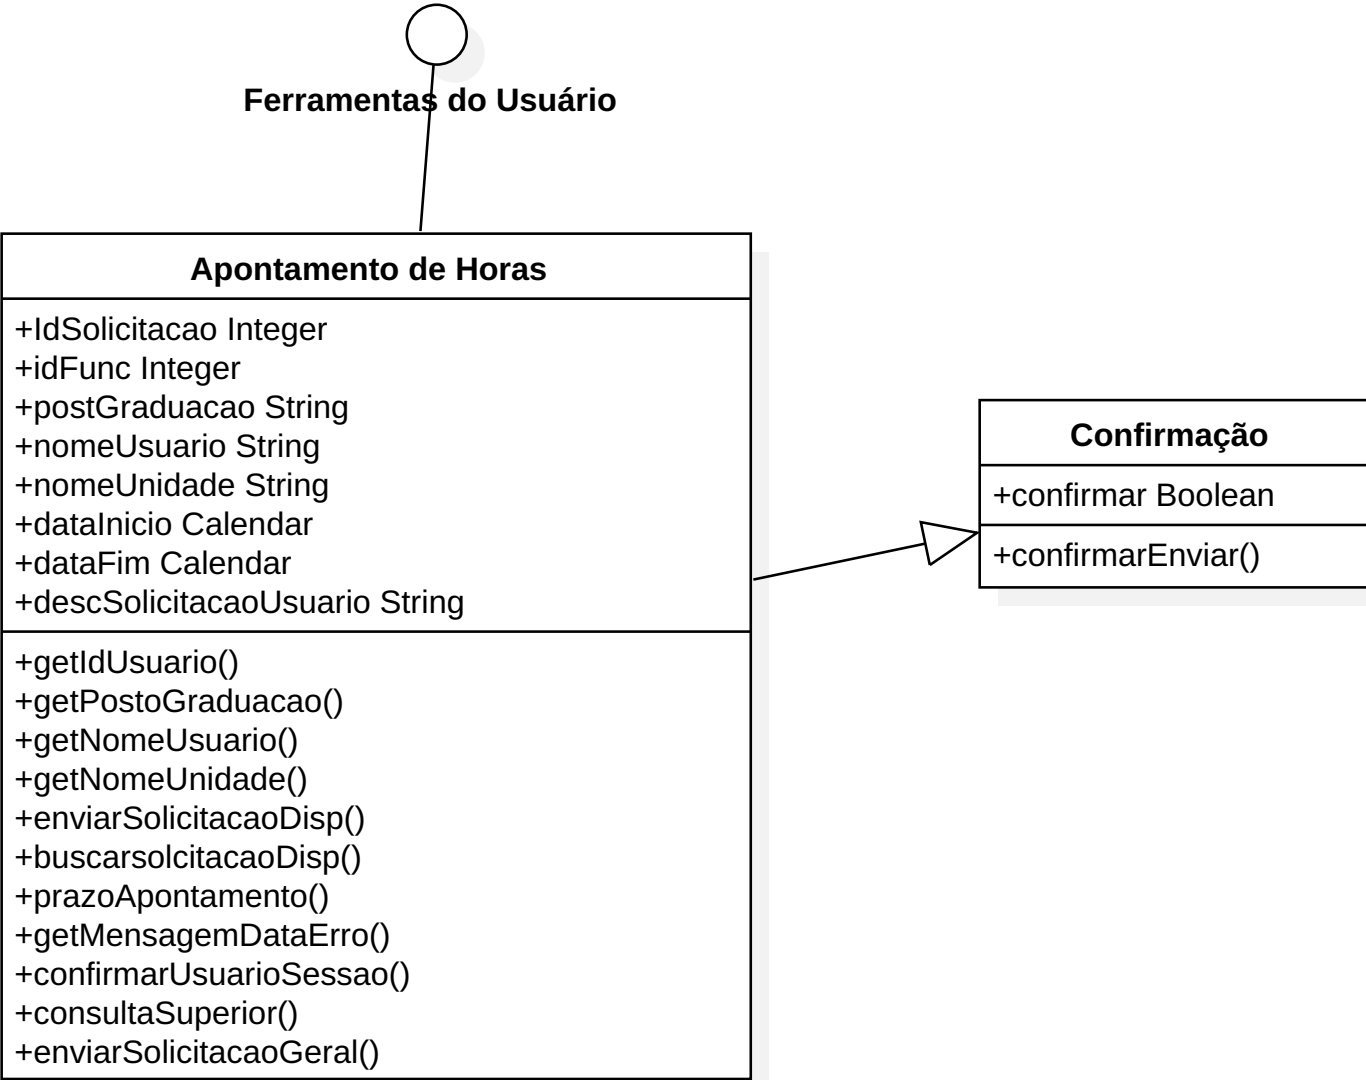 Ferramentas do Usuário
Apontamento de Horas
+IdSolicitacao Integer
+idFunc Integer
+postGraduacao String
+nomeUsuario String
+nomeUnidade String
+dataInicio Calendar
+dataFim Calendar
+descSolicitacaoUsuario String
+getIdUsuario()
+getPostoGraduacao()
+getNomeUsuario()
+getNomeUnidade()
+enviarSolicitacaoDisp()
+buscarsolcitacaoDisp()
+prazoApontamento()
+getMensagemDataErro()
+confirmarUsuarioSessao()
+consultaSuperior()
+enviarSolicitacaoGeral()
Confirmação
+confirmar Boolean
+confirmarEnviar()